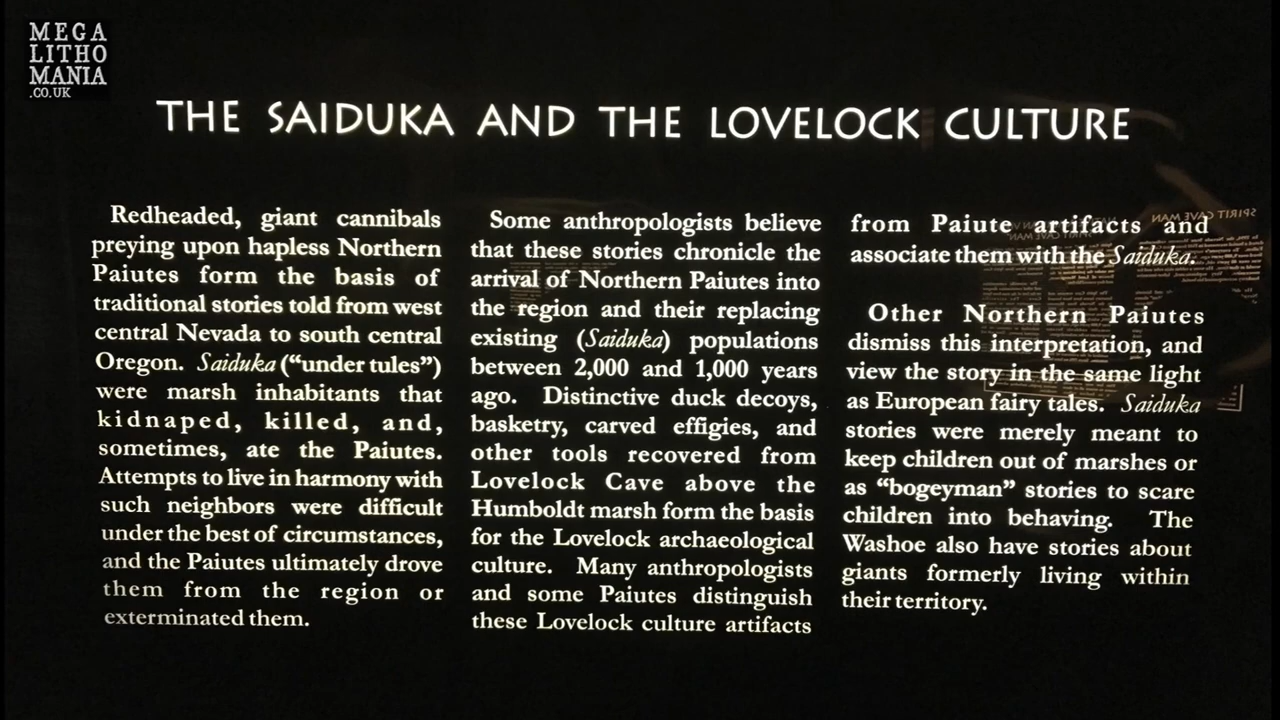 MEGA
LITHO
MANIA
.CO.UK
THE SAIDUKA AND THE LOVELOCK CULTURE
Redheaded, giant cannibals
preying upon hapless Northern
Paiutes form the basis of
traditional stories told from west
central Nevada to south central
Oregon. Saiduka (“under tules”)
were marsh inhabitants that
kidnaped, killed, and,
sometimes, ate the Paiutes.
Attempts to live in harmony with
such neighbors were difficult
under the best of circumstances,
and the Paiutes ultimately drove
them from the region or
exterminated them.
Some anthropologists believe
that these stories chronicle the
arrival of Northern Paiutes into
the region and their replacing
existing (Saiduka) populations
between 2,000 and 1,000 years
ago. Distinctive duck decoys,
basketry, carved effigies, and
other tools recovered from
Lovelock Cave above the
Humboldt marsh form the basis
for the Lovelock archaeological
culture. Many anthropologists
and some Paiutes distinguish
these Lovelock culture artifacts
from Paiute artifacts and
associate them with the Saiduka.
Other Northern Paiutes
dismiss this interpretation, and
view the story in the same light
as European fairy tales. Saiduka
stories were merely meant to
keep children out of marshes or
as “bogeyman” stories to scare
children into behaving. The
Washoe also have stories about
giants formerly living within
their territory.
SPIRIT CAVE MAN